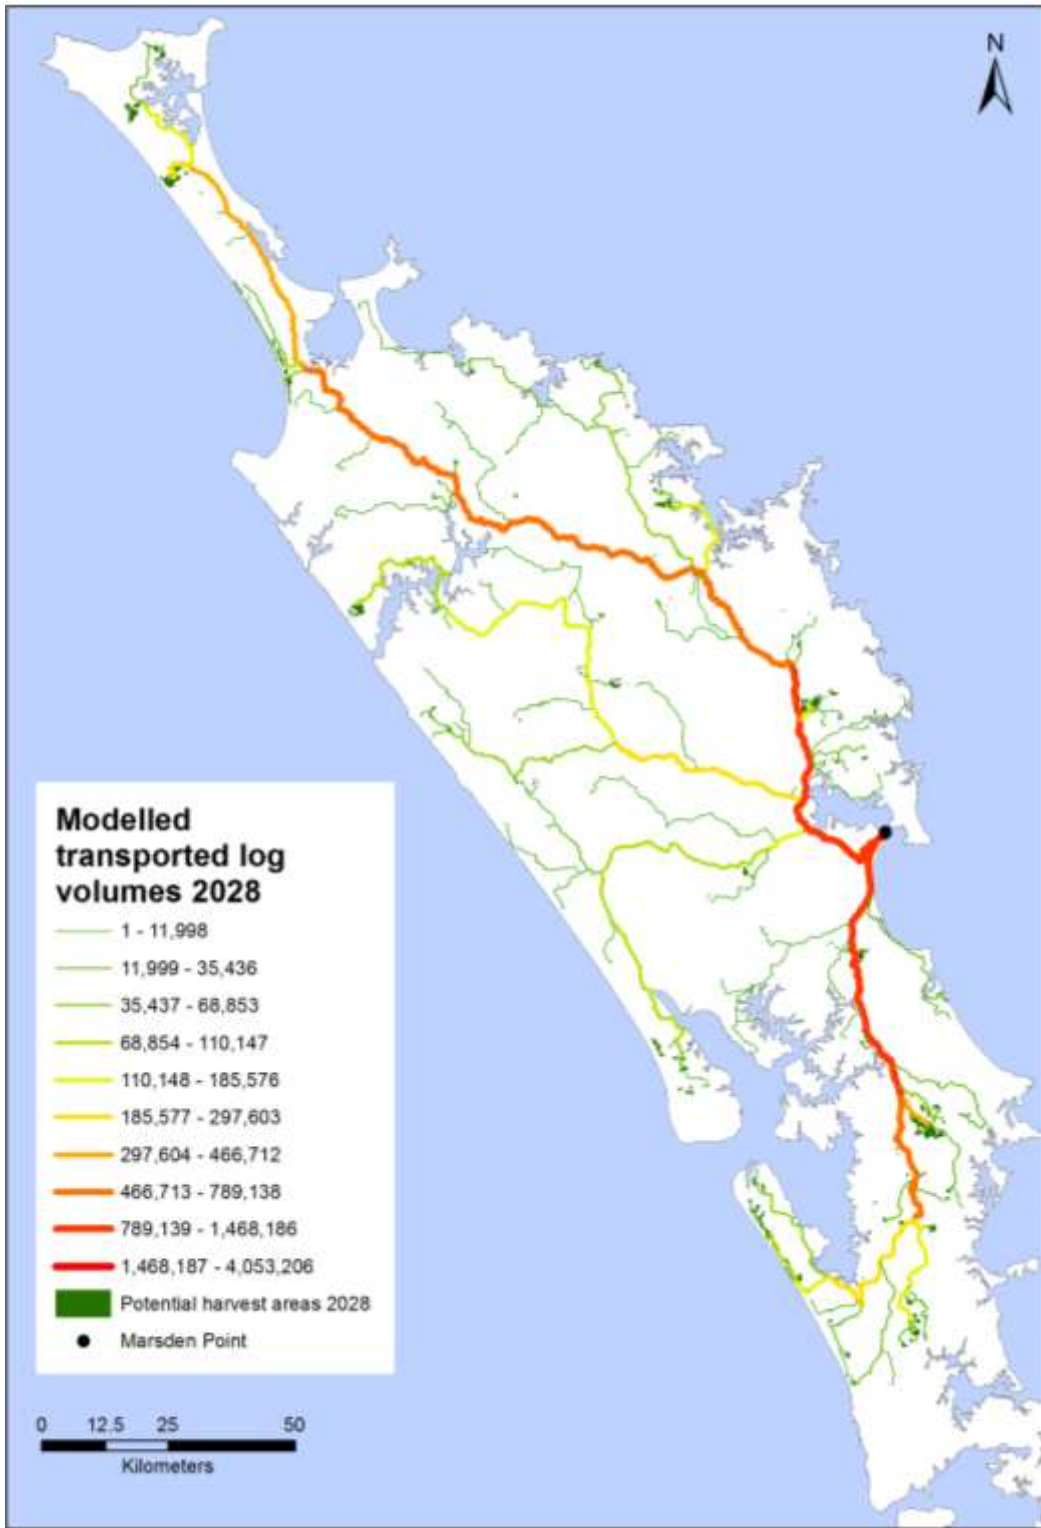 N
Modelled
transported log
volumes 2028
1 - 11,998
11,999 - 35,436
35,437 - 68,853
68,854 - 110,147
110,148 - 185,576
185,577 - 297,603
297,604 - 466,712
466,713 - 789,138
789,139 - 1,468,186
1,468,187 - 4,053,206
Potential harvest areas 2028
Marsden Point
0 12.5 25 50
Kilometers